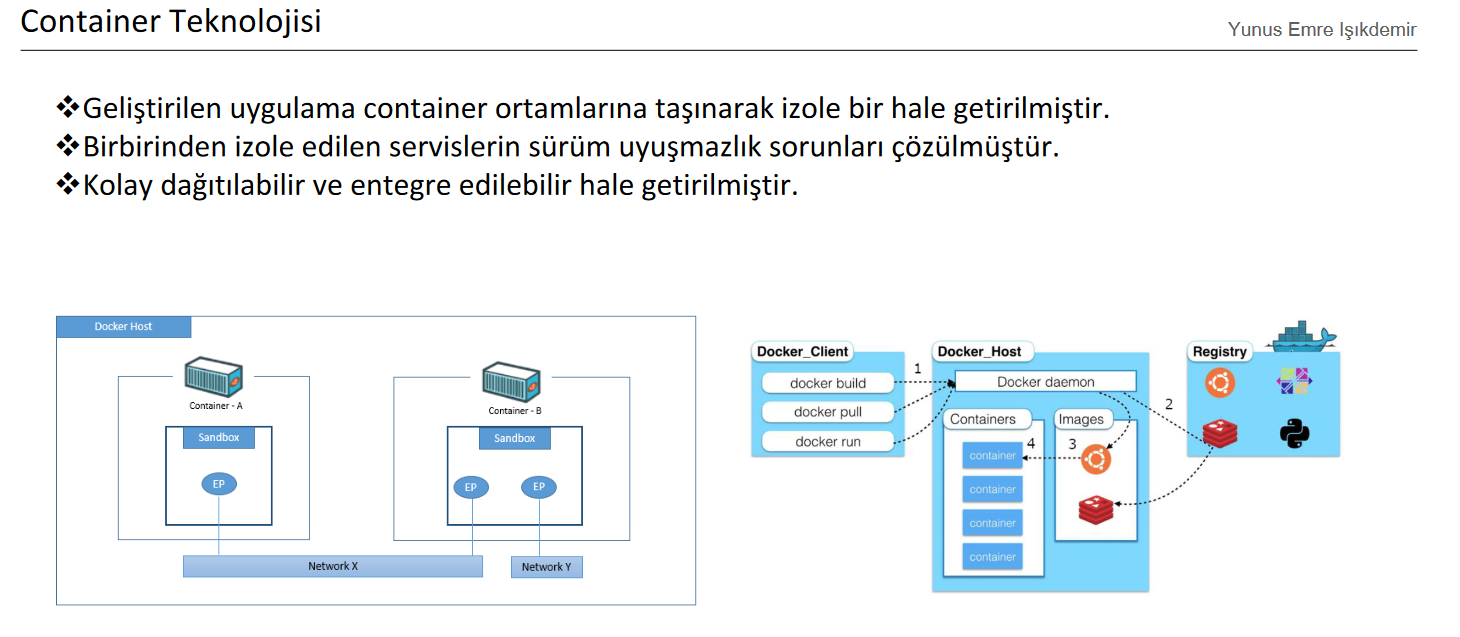 Container Teknolojisi
Yunus Emre Işıkdemir
❖Geliştirilen uygulama container ortamlarına taşınarak izole bir hale getirilmiştir.
❖Birbirinden izole edilen servislerin sürüm uyuşmazlık sorunları çözülmüştür.
❖Kolay dağıtılabilir ve entegre edilebilir hale getirilmiştir.
Docker Host
Container - A
Sandbox
EP
Container - B
Sandbox
EP
EP
Network X
Network Y
Docker_Client
docker build
docker pull
docker run
1
Docker_Host
Docker daemon
Containers
container
container
container
container
4
Images
3
2
Registry